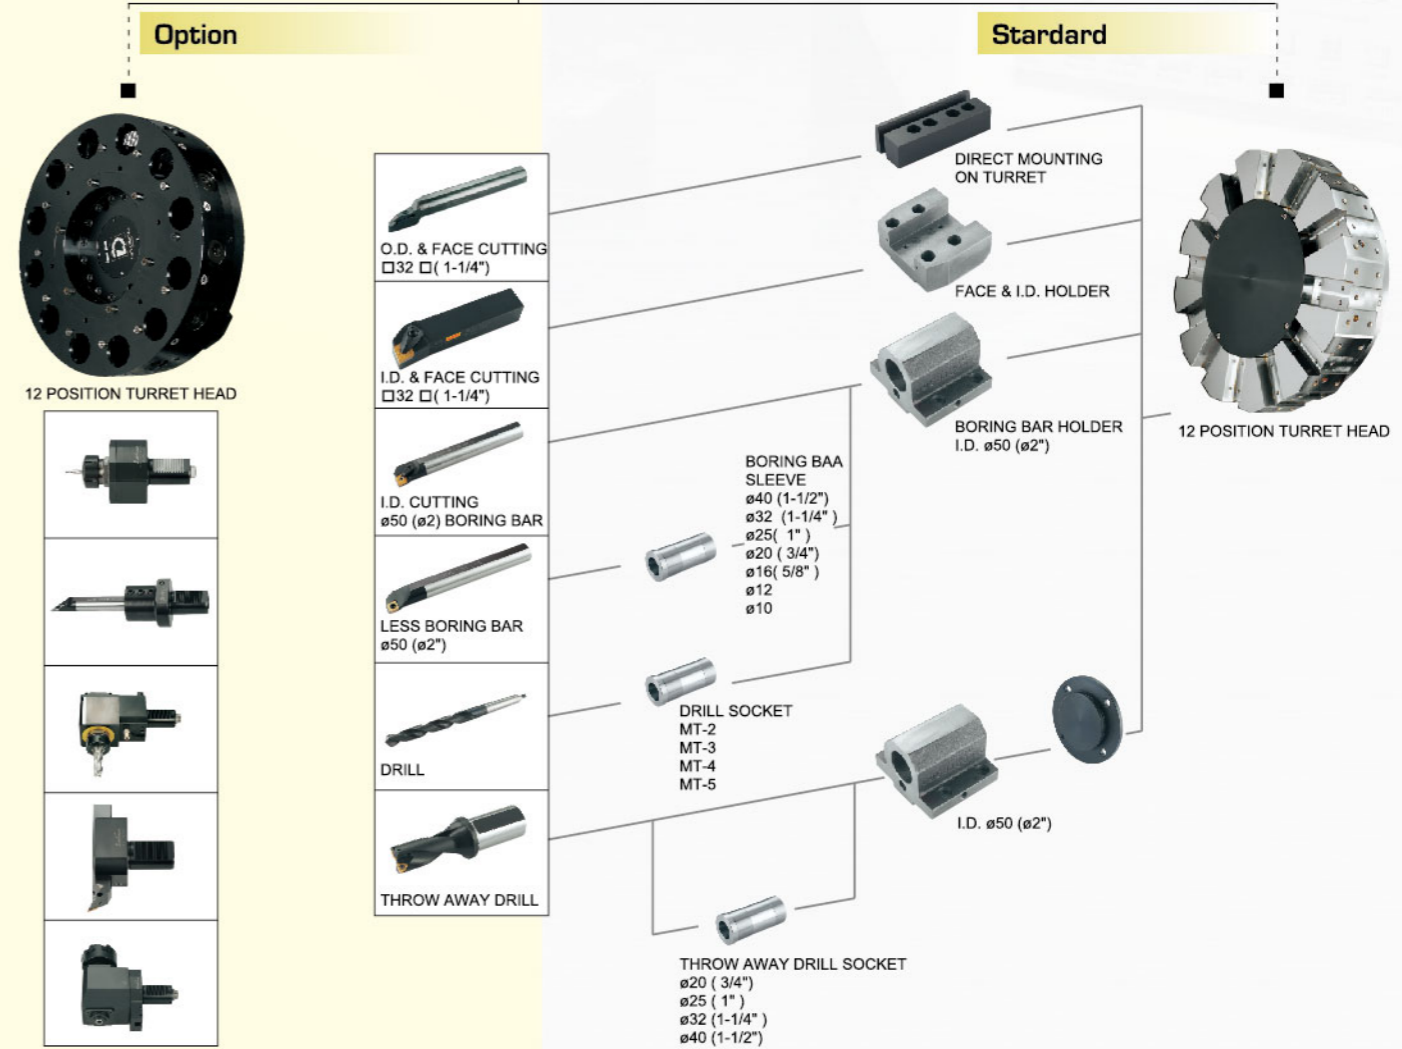 Option
Stardard
12 POSITION TURRET HEAD
O.D. & FACE CUTTING
□32 □( 1-1/4")
I.D. & FACE CUTTING
□32 □( 1-1/4")
I.D. CUTTING
ø50 (ø2) BORING BAR
LESS BORING BAR
ø50 (ø2")
DRILL
THROW AWAY DRILL
BORING BAA
SLEEVE
ø40 (1-1/2")
ø32 (1-1/4" )
ø25( 1" )
ø20 ( 3/4")
ø16( 5/8" )
ø12
ø10
DRILL SOCKET
MT-2
MT-3
MT-4
MT-5
THROW AWAY DRILL SOCKET
ø20 ( 3/4")
ø25 ( 1" )
ø32 (1-1/4" )
ø40 (1-1/2")
DIRECT MOUNTING
ON TURRET
FACE & I.D. HOLDER
BORING BAR HOLDER
I.D. ø50 (ø2")
I.D. ø50 (ø2")
12 POSITION TURRET HEAD